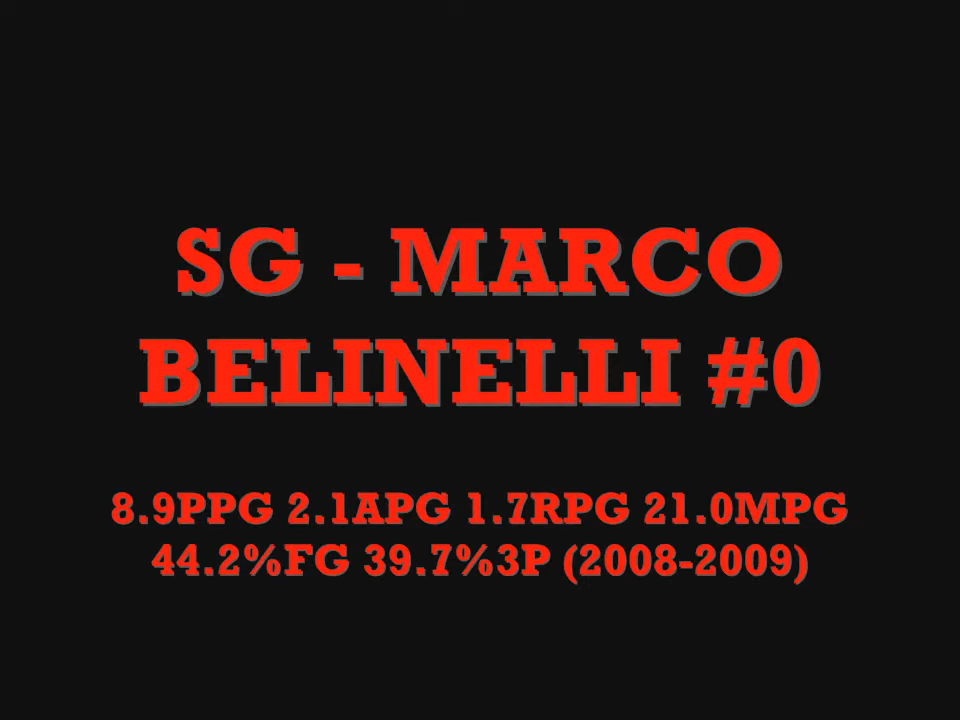 SG - MARCO
BELINELLI #0
8.9PPG 2.1APG 1.7RPG 21.0MPG
44.2%FG 39.7%3P (2008-2009)